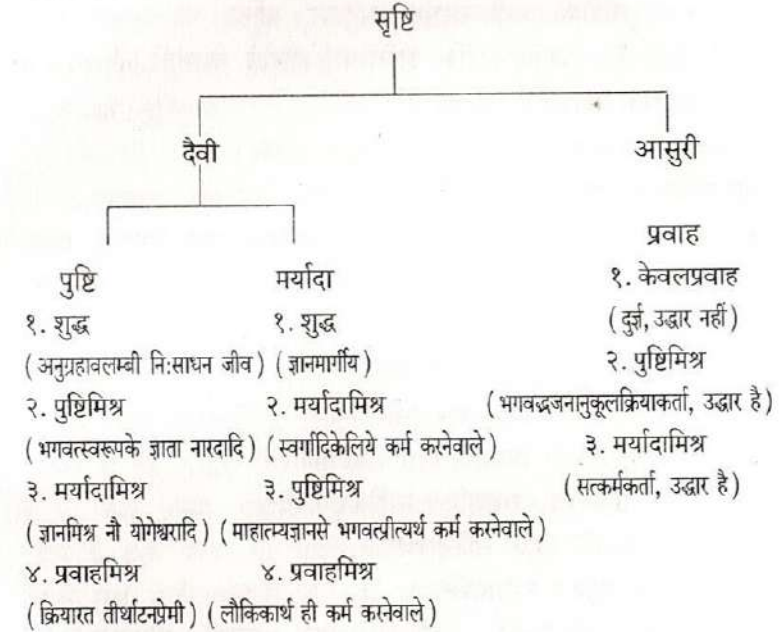 सृष्टि
दैवी आसुरी
प्रवाह
पुष्टि मर्यादा १. केवलप्रवाह
१. शुद्ध १. शुद्ध ( दुर्ज्ञ, उद्धार नहीं )
( अनुग्रहावलम्बी नि:साधन जीव ) ( ज्ञानमार्गीय ) २. पुष्टिमिश्र
२. पुष्टिमिश्र २. मर्यादामिश्र ( भगवद्भजनानुकूलक्रियाकर्ता, उद्धार है )
( भगवत्स्वरूपके ज्ञाता नारदादि ) ( स्वर्गादिकेलिये कर्म करनेवाले ) ३. मर्यादामिश्र
३. मर्यादामिश्र ३. पुष्टिमिश्र ( सत्कर्मकर्ता, उद्धार है )
( ज्ञानमिश्र नौ योगेश्वरादि ) ( माहात्म्यज्ञानसे भगवत्प्रीत्यर्थ कर्म करनेवाले )
४. प्रवाहमिश्र ४. प्रवाहमिश्र
( क्रियारत तीर्थाटनप्रेमी ) ( लौकिकार्थ ही कर्म करनेवाले )